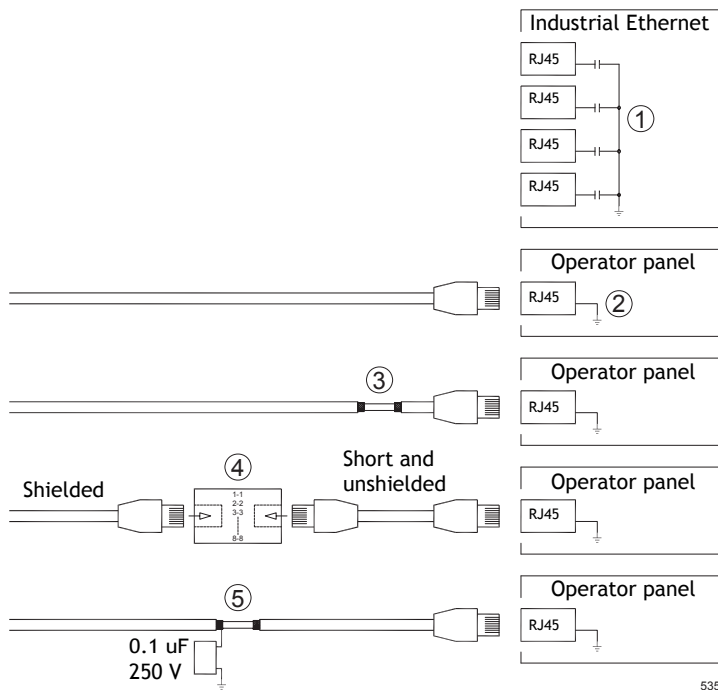 Industrial Ethernet
RJ45
RJ45
1
RJ45
RJ45
Operator panel
RJ45
2
Operator panel
3
RJ45
Operator panel
4
Short and
unshielded
Shielded
1-1
2-2
3-3
8-8
RJ45
Operator panel
5
RJ45
0.1 uF
250 V
535